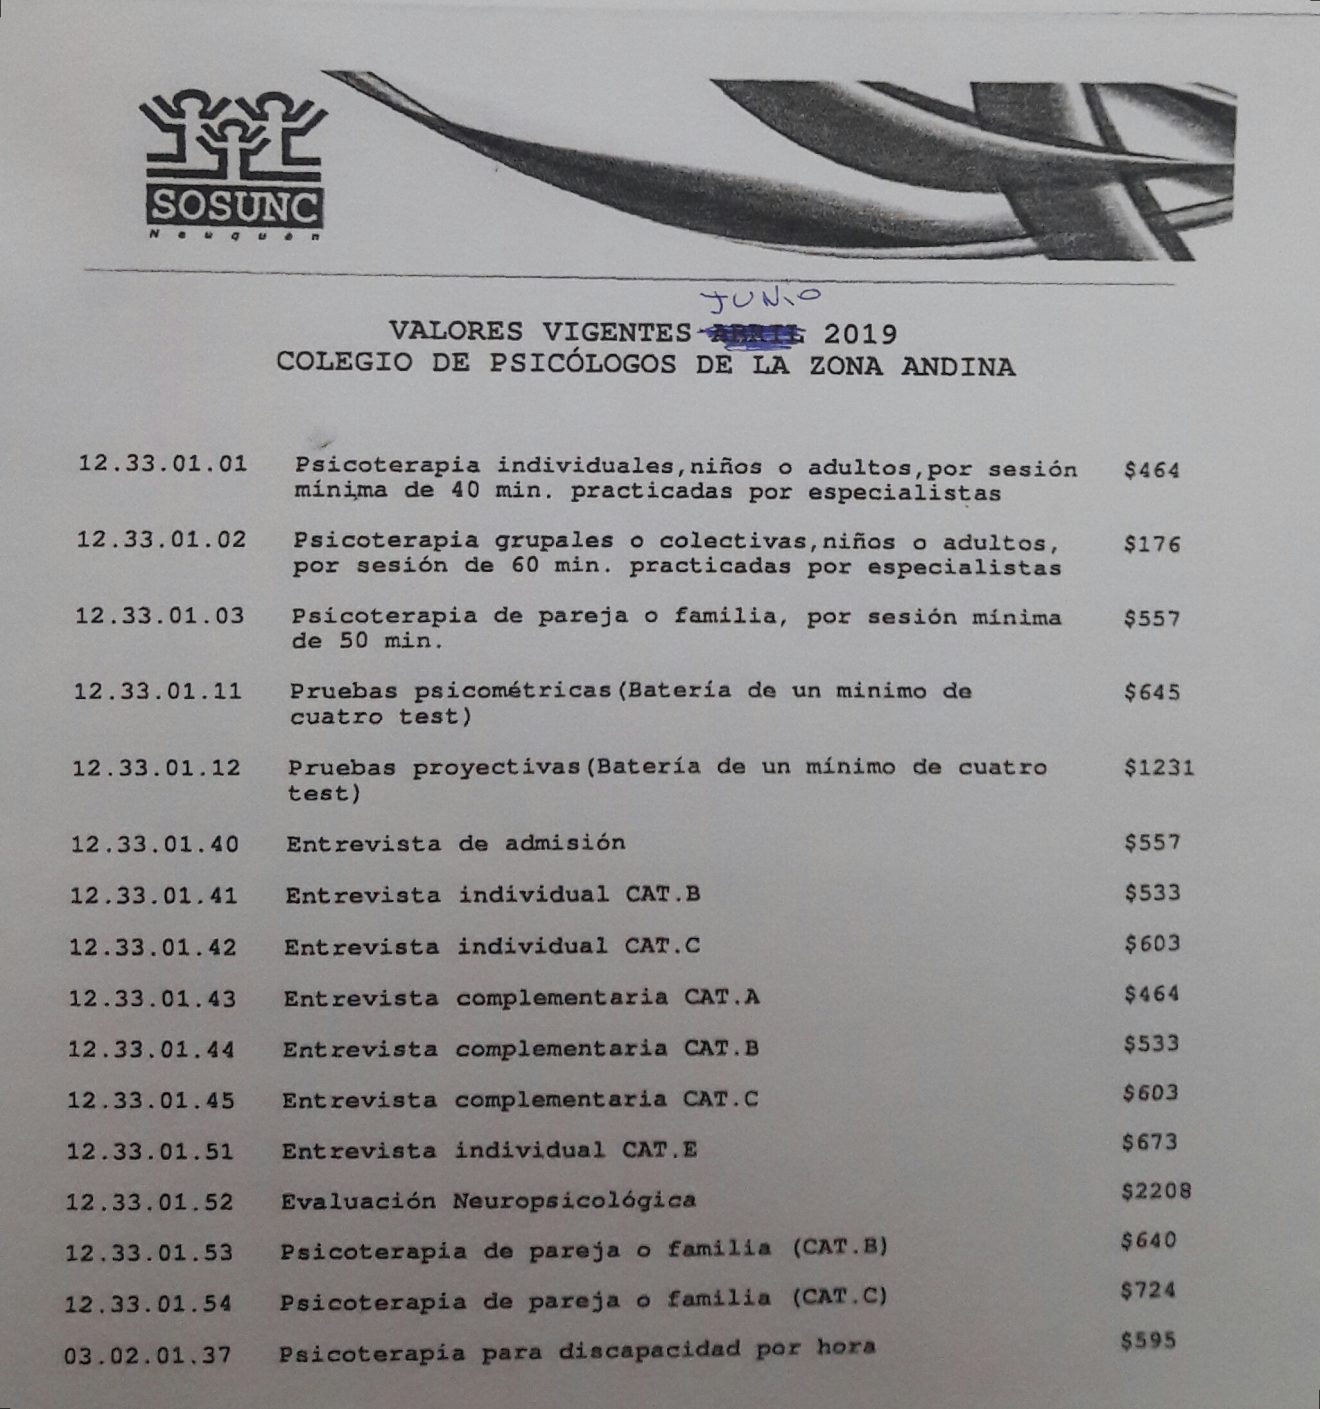 SOSUNC
Neuquén
JUNIO
VALORES VIGENTES ABRIL 2019
COLEGIO DE PSICÓLOGOS DE LA ZONA ANDINA
12.33.01.01 Psicoterapia individuales,niños o adultos,por sesión $464
mínima de 40 min. practicadas por especialistas
12.33.01.02 Psicoterapia grupales o colectivas,niños o adultos, $176
por sesión de 60 min. practicadas por especialistas
12.33.01.03 Psicoterapia de pareja o familia, por sesión mínima $557
de 50 min.
12.33.01.11 Pruebas psicométricas(Batería de un minimo de $645
cuatro test)
12.33.01.12 Pruebas proyectivas(Batería de un mínimo de cuatro $1231
test)
12.33.01.40 Entrevista de admisión $557
12.33.01.41 Entrevista individual CAT.B $533
12.33.01.42 Entrevista individual CAT.C $603
12.33.01.43 Entrevista complementaria CAT.A $464
12.33.01.44 Entrevista complementaria CAT.B $533
12.33.01.45 Entrevista complementaria CAT.C $603
12.33.01.51 Entrevista individual CAT.E $673
12.33.01.52 Evaluación Neuropsicológica $2208
12.33.01.53 Psicoterapia de pareja o familia (CAT.B) $640
12.33.01.54 Psicoterapia de pareja o familia (CAT.C) $724
03.02.01.37 Psicoterapia para discapacidad por hora $595